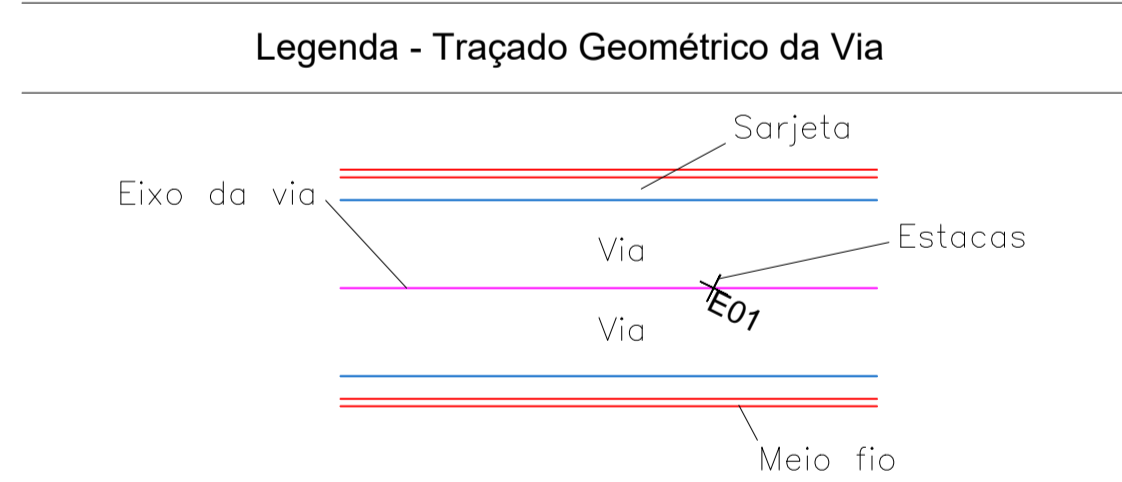 Legenda - Traçado Geométrico da Via
Sarjeta
Eixo da via
Via
Estacas
E01
Via
Meio fio